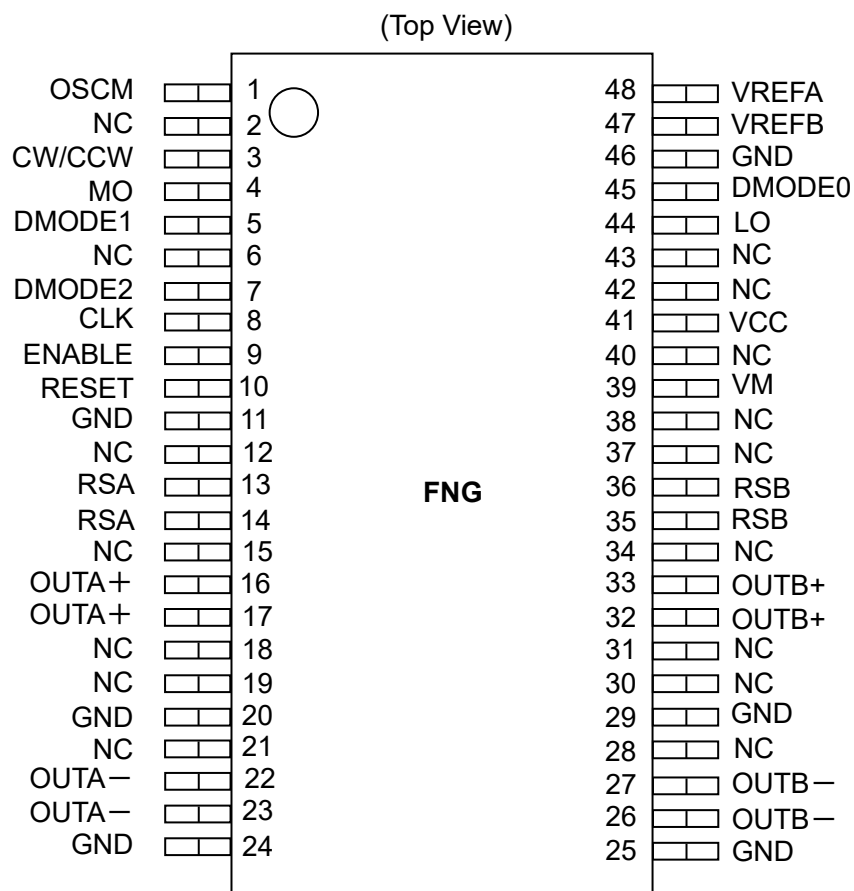 (Top View)
OSCM 1 48 VREFA
NC 2 47 VREFB
CW/CCW 3 46 GND
MO 4 45 DMODE0
DMODE1 5 44 LO
NC 6 43 NC
DMODE2 7 42 NC
CLK 8 41 VCC
ENABLE 9 40 NC
RESET 10 39 VM
GND 11 38 NC
NC 12 37 NC
RSA 13 36 RSB
FNG
RSA 14 35 RSB
NC 15 34 NC
OUTA+ 16 33 OUTB+
OUTA+ 17 32 OUTB+
NC 18 31 NC
NC 19 30 NC
GND 20 29 GND
NC 21 28 NC
OUTA− 22 27 OUTB−
OUTA− 23 26 OUTB−
GND 24 25 GND